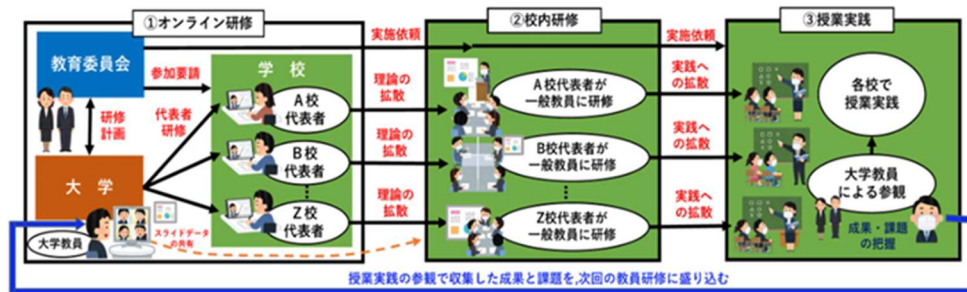 ①オンライン研修
教育委員会
参加要請
研修
計画
代表者
研修
大 学
大学教員
スライドデータ
の共有
学 校
A校
代表者
B校
代表者
Z校
代表者
実施依頼
理論の
拡散
理論の
拡散
理論の
拡散
②校内研修
A校代表者が
一般教員に研修
B校代表者が
一般教員に研修
Z校代表者が
一般教員に研修
実施依頼
実践への
拡散
実践へ
の拡散
実践へ
の拡散
③授業実践
各校で
授業実践
大学教員
による参観
成果・課題
の把握
授業実践の参観で収集した成果と課題を,次回の教員研修に盛り込む